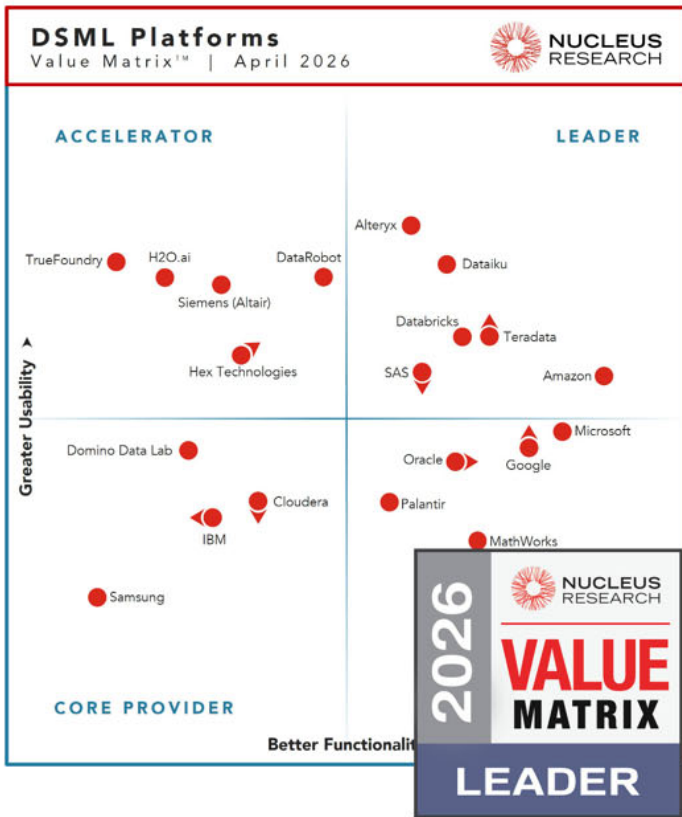 DSML Platforms
Value Matrix™ | April 2026
NUCLEUS
RESEARCH
ACCELERATOR
LEADER
Alteryx
TrueFoundry
H2O.ai
DataRobot
Dataiku
Siemens (Altair)
Databricks
Teradata
Hex Technologies
SAS
Amazon
Greater Usability
Microsoft
Domino Data Lab
Oracle
Google
Cloudera
Palantir
IBM
MathWorks
Samsung
CORE PROVIDER
Better Functionalit
2026
NUCLEUS
RESEARCH
VALUE
MATRIX
LEADER